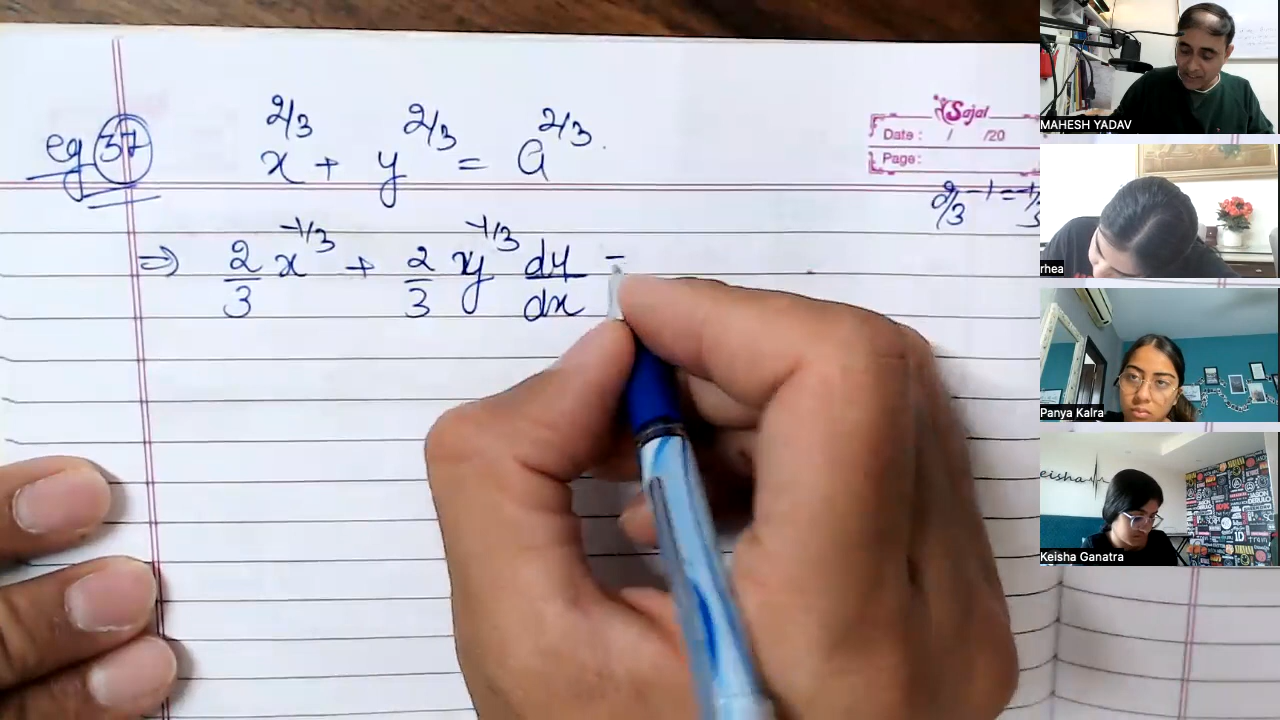 eg 37 x^2/3 + y^2/3 = a^2/3
Sajal
Date : / /20
Page :
2/3 - 1 = -1/3
⇒ 2/3 x^-1/3 + 2/3 y^-1/3 dy/dx =
MAHESH YADAV
rhea
Panya Kalra
eisha
Keisha Ganatra